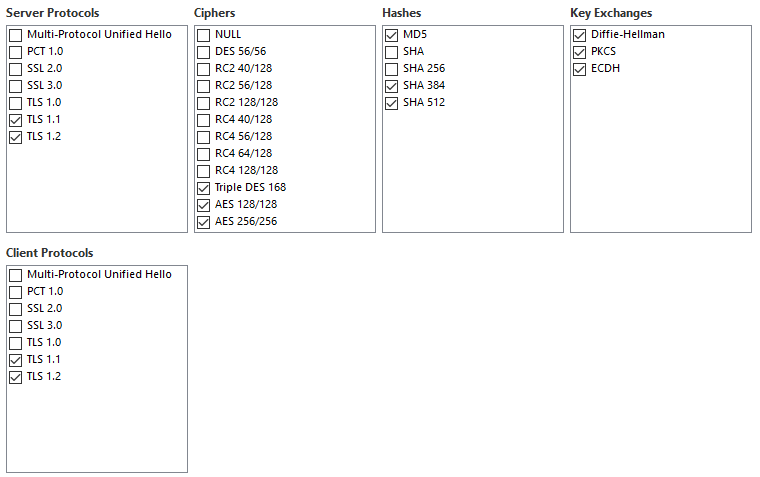 Server Protocols
Multi-Protocol Unified Hello
PCT 1.0
SSL 2.0
SSL 3.0
TLS 1.0
TLS 1.1
TLS 1.2
Ciphers
NULL
DES 56/56
RC2 40/128
RC2 56/128
RC2 128/128
RC4 40/128
RC4 56/128
RC4 64/128
RC4 128/128
Triple DES 168
AES 128/128
AES 256/256
Hashes
MD5
SHA
SHA 256
SHA 384
SHA 512
Key Exchanges
Diffie-Hellman
PKCS
ECDH
Client Protocols
Multi-Protocol Unified Hello
PCT 1.0
SSL 2.0
SSL 3.0
TLS 1.0
TLS 1.1
TLS 1.2